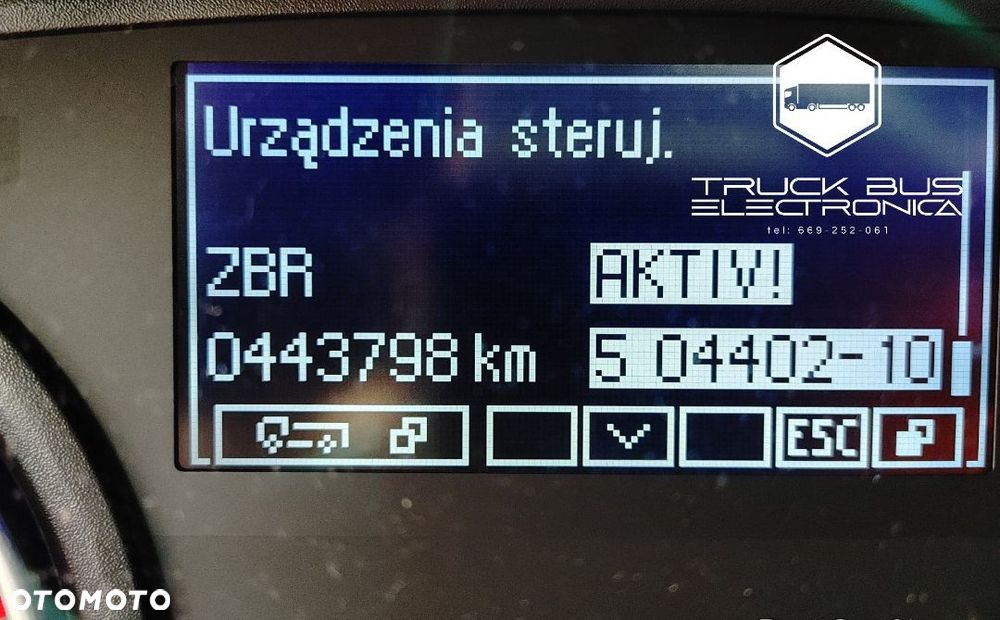 Urządzenia steruj.
TRUCK BUS
ELECTRONICA
tel: 669-252-061
ZBR AKTIV!
0443798 km 5 04402-10
ESC
OTOMOTO